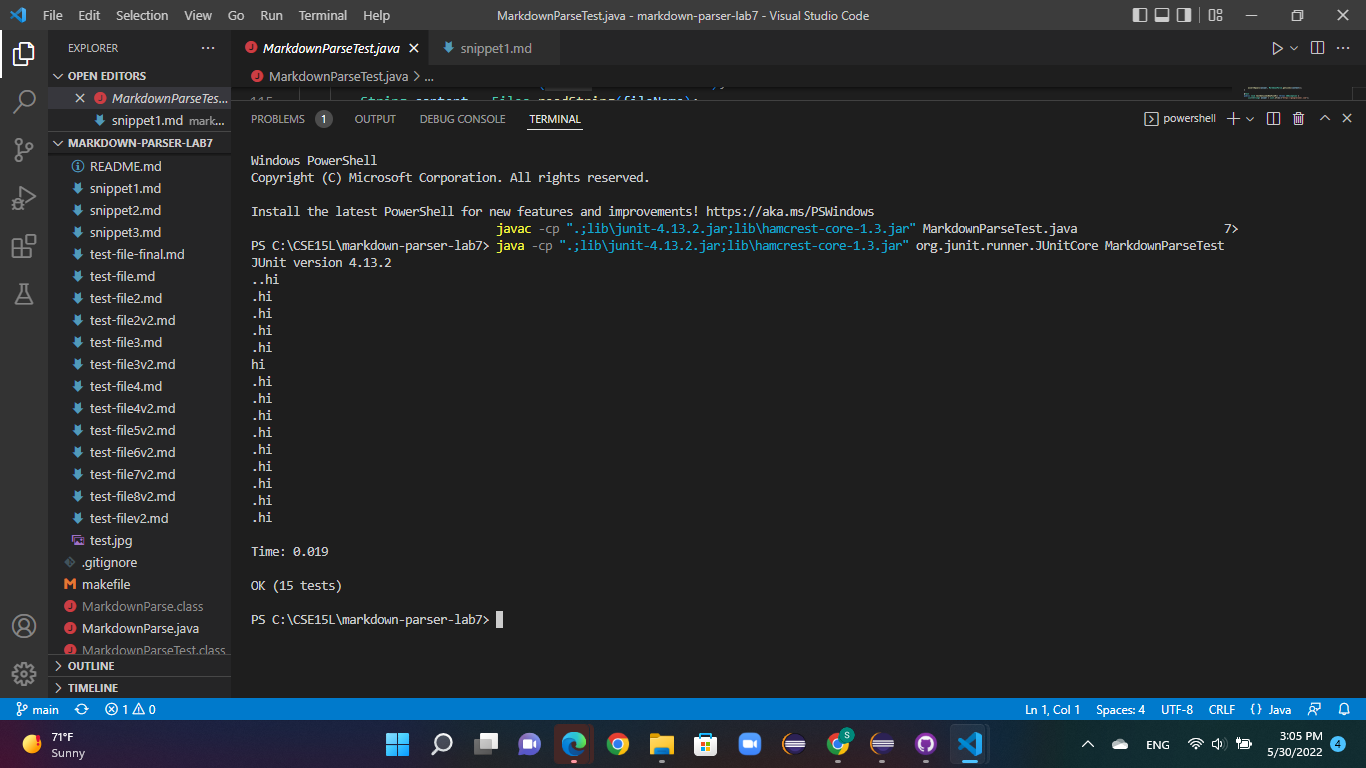 File Edit Selection View Go Run Terminal Help MarkdownParseTest.java - markdown-parser-lab7 - Visual Studio Code
EXPLORER
OPEN EDITORS
MarkdownParseTes...
snippet1.md mark...
MARKDOWN-PARSER-LAB7
README.md
snippet1.md
snippet2.md
snippet3.md
test-file-final.md
test-file.md
test-file2.md
test-file2v2.md
test-file3.md
test-file3v2.md
test-file4.md
test-file4v2.md
test-file5v2.md
test-file6v2.md
test-file7v2.md
test-file8v2.md
test-filev2.md
test.jpg
.gitignore
makefile
MarkdownParse.class
MarkdownParse.java
MarkdownParseTest.class
OUTLINE
TIMELINE
MarkdownParseTest.java snippet1.md
MarkdownParseTest.java > ...
115 String content = Files.readString(fileName);
PROBLEMS 1 OUTPUT DEBUG CONSOLE TERMINAL powershell
Windows PowerShell
Copyright (C) Microsoft Corporation. All rights reserved.
Install the latest PowerShell for new features and improvements! https://aka.ms/PSWindows
javac -cp ".;lib\junit-4.13.2.jar;lib\hamcrest-core-1.3.jar" MarkdownParseTest.java 7>
PS C:\CSE15L\markdown-parser-lab7> java -cp ".;lib\junit-4.13.2.jar;lib\hamcrest-core-1.3.jar" org.junit.runner.JUnitCore MarkdownParseTest
JUnit version 4.13.2
..hi
.hi
.hi
.hi
.hi
hi
.hi
.hi
.hi
.hi
.hi
.hi
.hi
.hi
.hi
Time: 0.019
OK (15 tests)
PS C:\CSE15L\markdown-parser-lab7>
main 1 0 Ln 1, Col 1 Spaces: 4 UTF-8 CRLF {} Java
71°F
Sunny
S
ENG
3:05 PM
5/30/2022
4